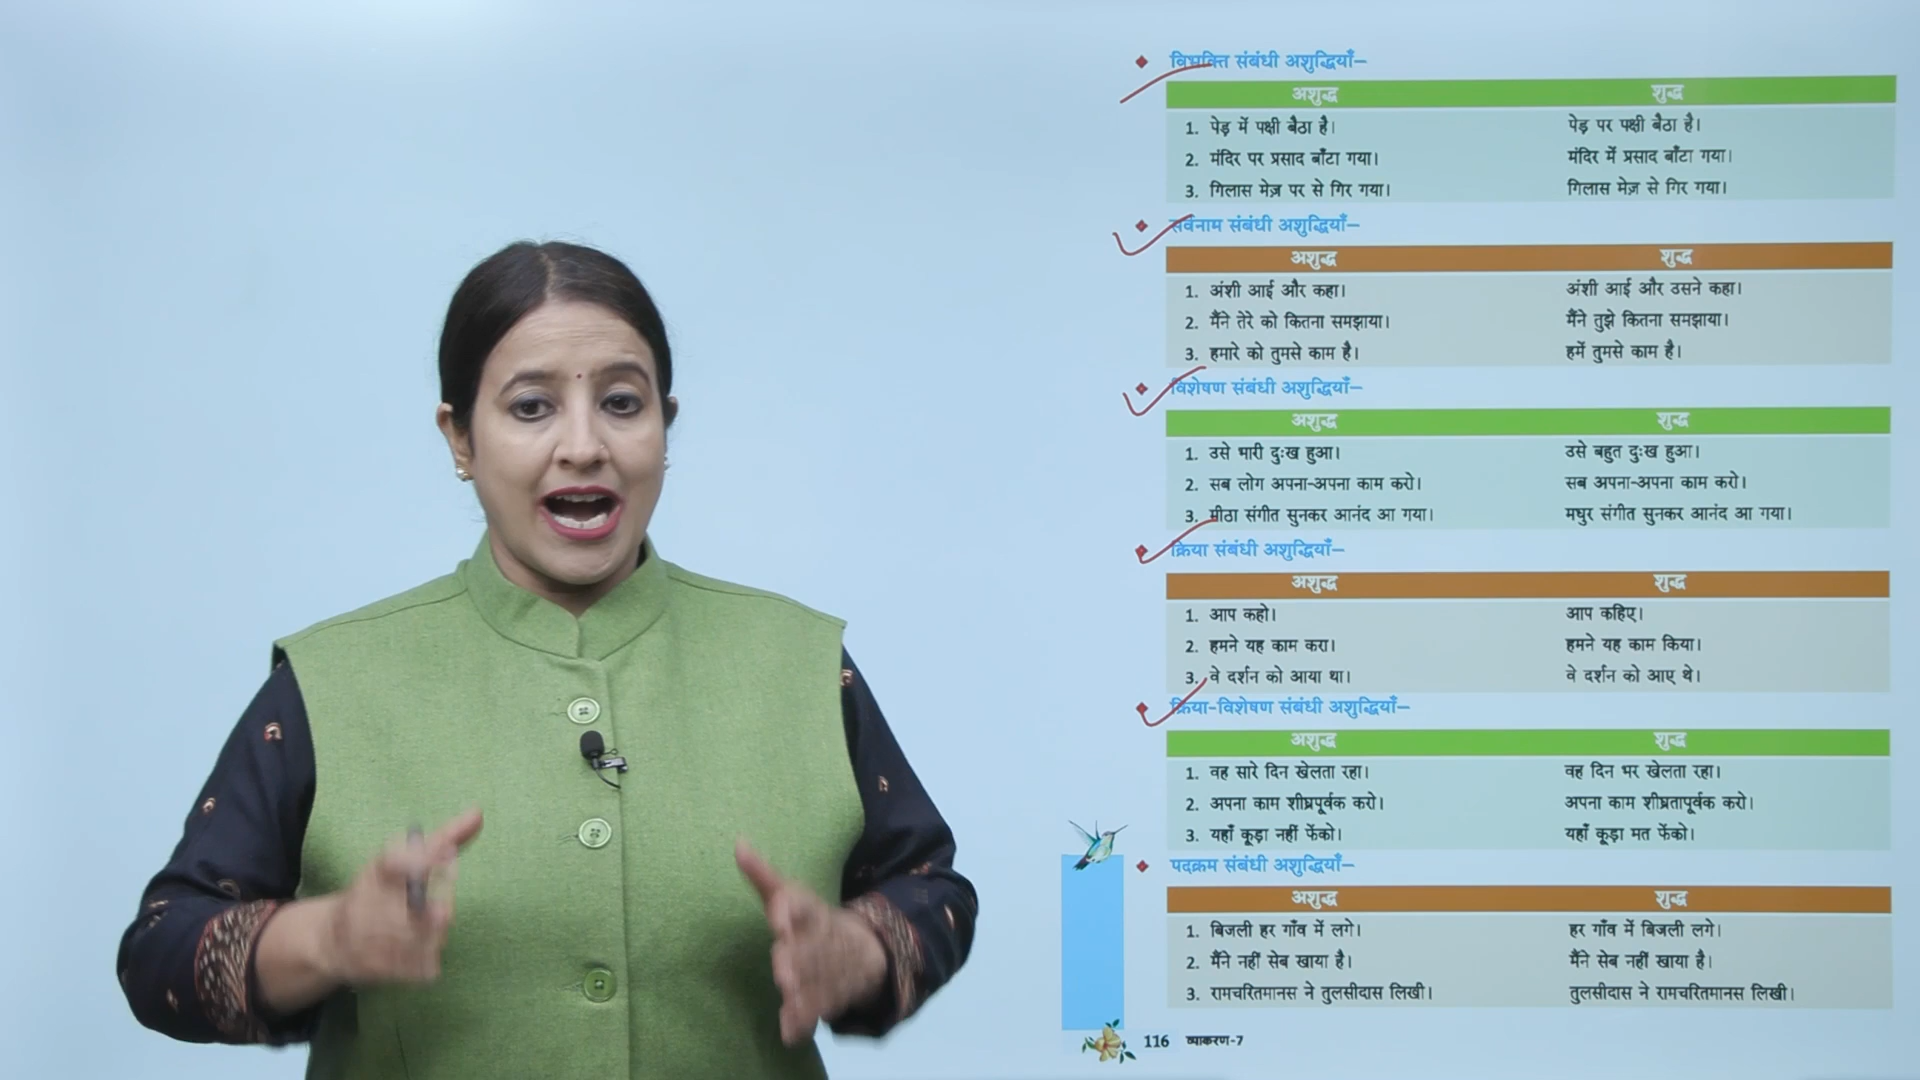 विभक्ति संबंधी अशुद्धियाँ–
अशुद्ध शुद्ध
1. पेड़ में पक्षी बैठा है। पेड़ पर पक्षी बैठा है।
2. मंदिर पर प्रसाद बाँटा गया। मंदिर में प्रसाद बाँटा गया।
3. गिलास मेज़ पर से गिर गया। गिलास मेज़ से गिर गया।
सर्वनाम संबंधी अशुद्धियाँ–
अशुद्ध शुद्ध
1. अंशी आई और कहा। अंशी आई और उसने कहा।
2. मैंने तेरे को कितना समझाया। मैंने तुझे कितना समझाया।
3. हमारे को तुमसे काम है। हमें तुमसे काम है।
विशेषण संबंधी अशुद्धियाँ–
अशुद्ध शुद्ध
1. उसे भारी दुःख हुआ। उसे बहुत दुःख हुआ।
2. सब लोग अपना-अपना काम करो। सब अपना-अपना काम करो।
3. मीठा संगीत सुनकर आनंद आ गया। मधुर संगीत सुनकर आनंद आ गया।
क्रिया संबंधी अशुद्धियाँ–
अशुद्ध शुद्ध
1. आप कहो। आप कहिए।
2. हमने यह काम करा। हमने यह काम किया।
3. वे दर्शन को आया था। वे दर्शन को आए थे।
क्रिया-विशेषण संबंधी अशुद्धियाँ–
अशुद्ध शुद्ध
1. वह सारे दिन खेलता रहा। वह दिन भर खेलता रहा।
2. अपना काम शीघ्रपूर्वक करो। अपना काम शीघ्रतापूर्वक करो।
3. यहाँ कूड़ा नहीं फेंको। यहाँ कूड़ा मत फेंको।
पदक्रम संबंधी अशुद्धियाँ–
अशुद्ध शुद्ध
1. बिजली हर गाँव में लगे। हर गाँव में बिजली लगे।
2. मैंने नहीं सेब खाया है। मैंने सेब नहीं खाया है।
3. रामचरितमानस ने तुलसीदास लिखी। तुलसीदास ने रामचरितमानस लिखी।
116 व्याकरण-7